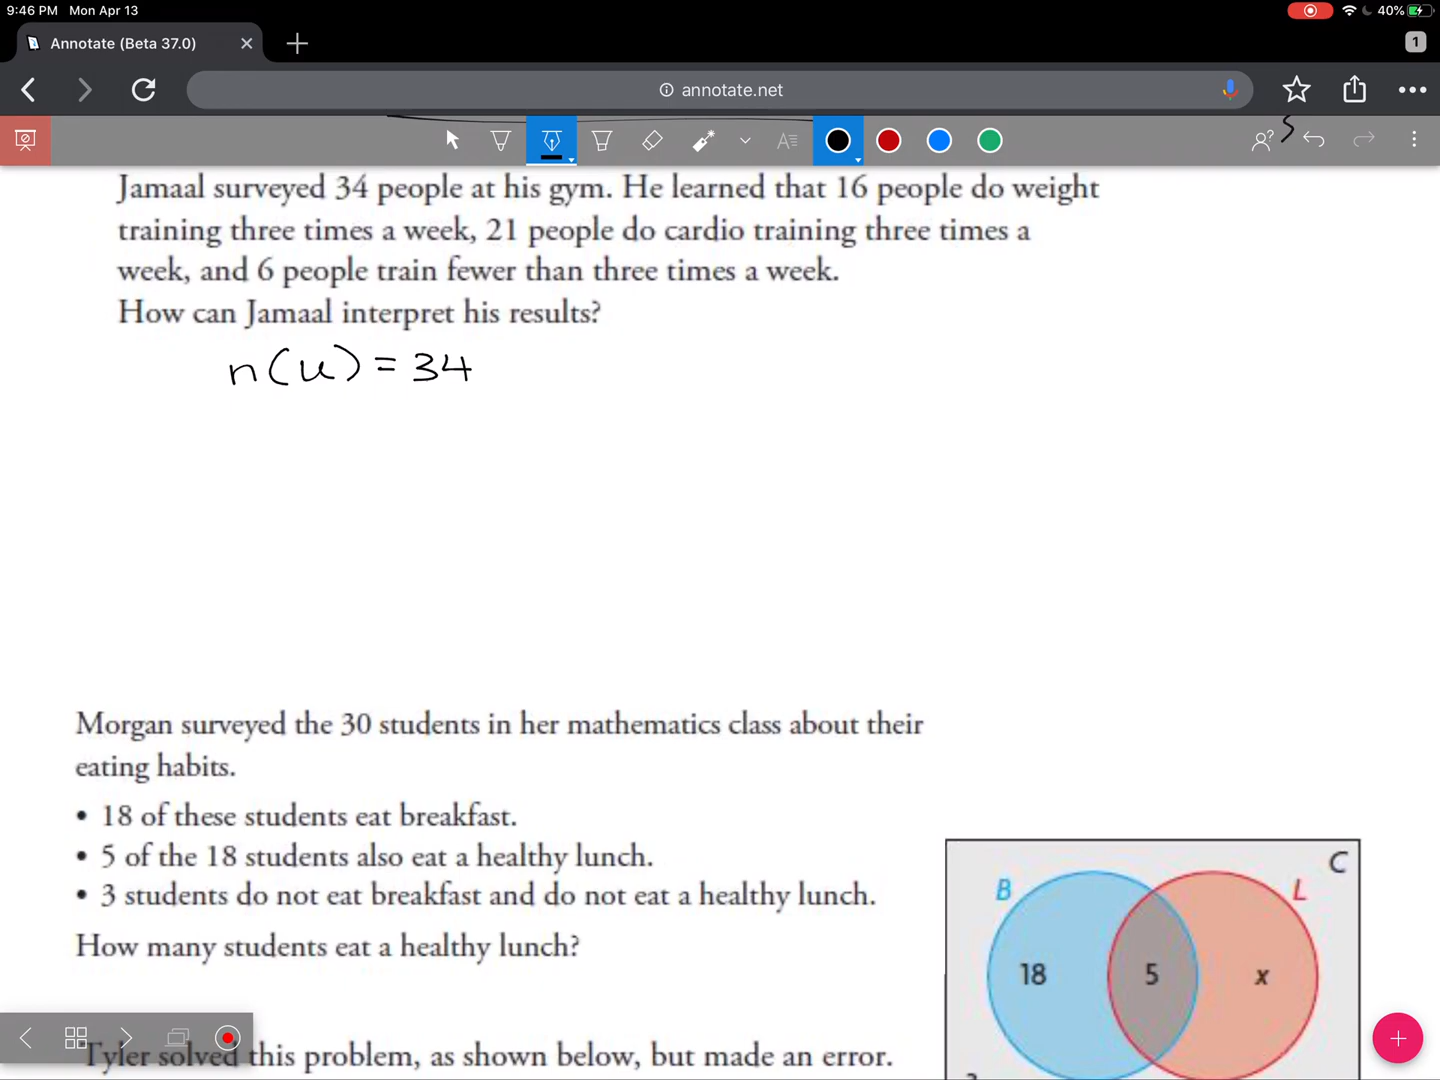 9:46 PM Mon Apr 13
40%
Annotate (Beta 37.0)
1
annotate.net
Jamaal surveyed 34 people at his gym. He learned that 16 people do weight
training three times a week, 21 people do cardio training three times a
week, and 6 people train fewer than three times a week.
How can Jamaal interpret his results?
n(u) = 34
Morgan surveyed the 30 students in her mathematics class about their
eating habits.
• 18 of these students eat breakfast.
• 5 of the 18 students also eat a healthy lunch.
• 3 students do not eat breakfast and do not eat a healthy lunch.
How many students eat a healthy lunch?
C
B
L
18
5
x
Tyler solved this problem, as shown below, but made an error.